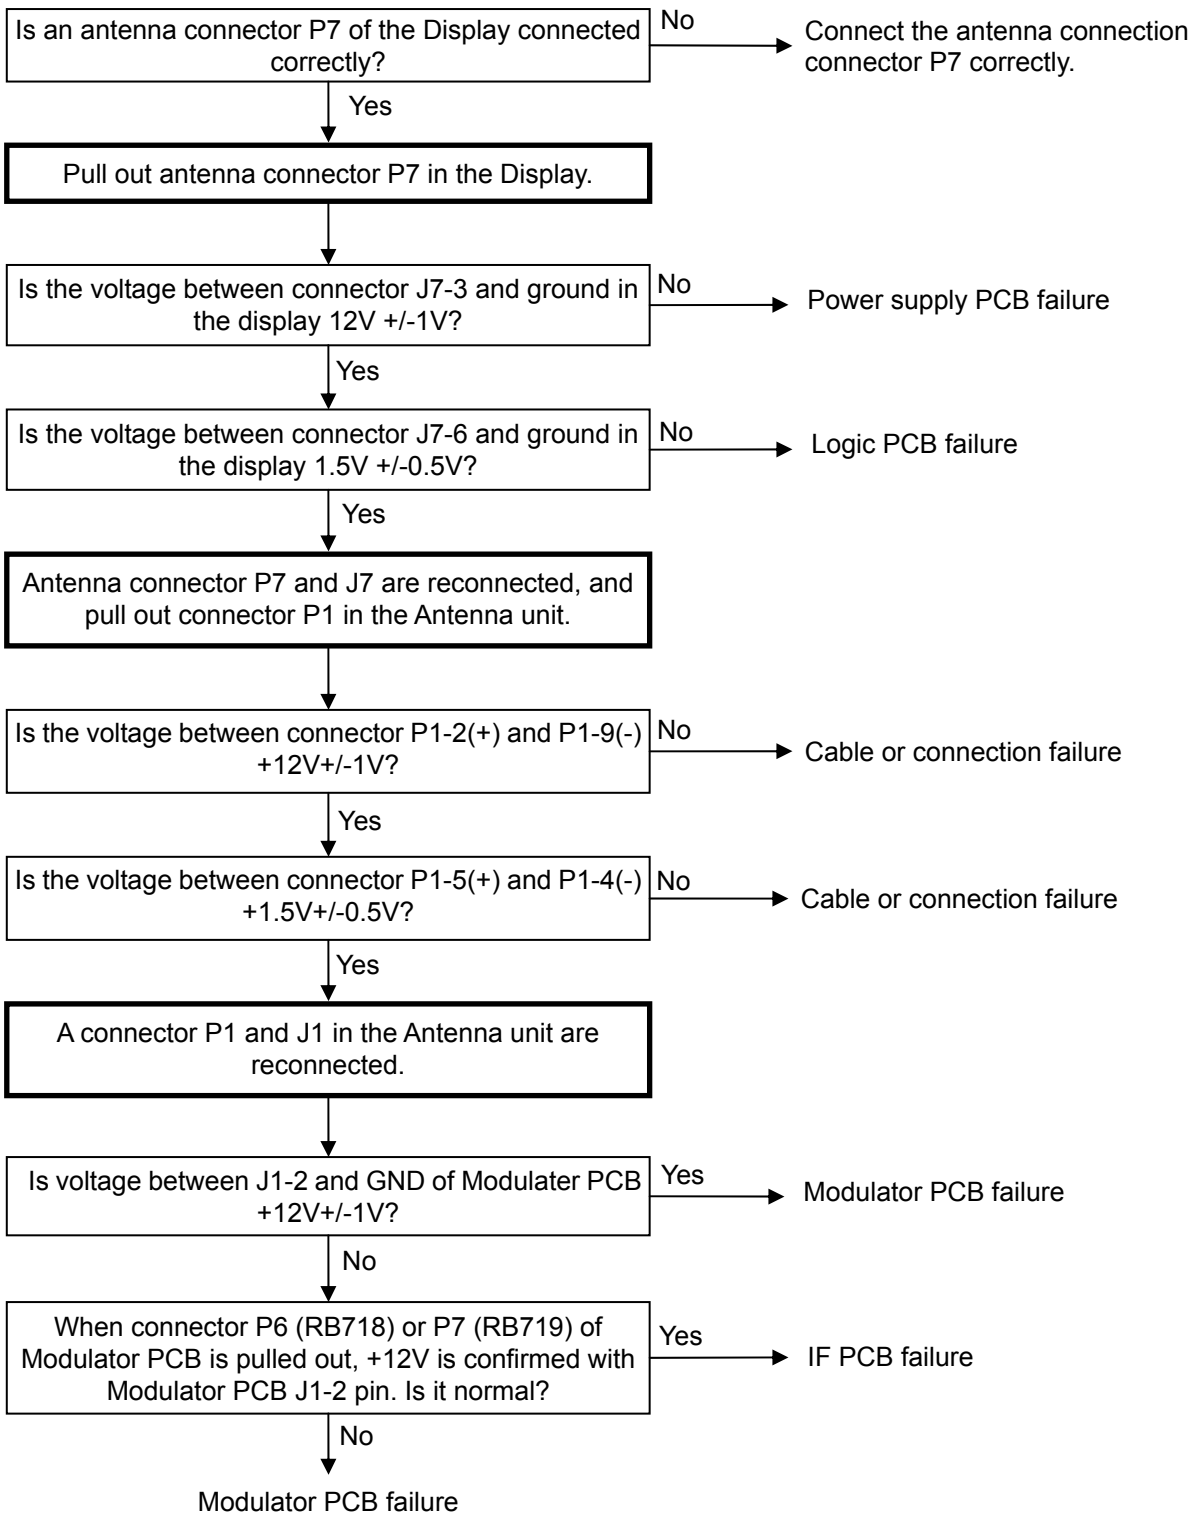 Is an antenna connector P7 of the Display connected
correctly?
No
Connect the antenna connection
connector P7 correctly.
Yes
Pull out antenna connector P7 in the Display.
Is the voltage between connector J7-3 and ground in
the display 12V +/-1V?
No
Power supply PCB failure
Yes
Is the voltage between connector J7-6 and ground in
the display 1.5V +/-0.5V?
No
Logic PCB failure
Yes
Antenna connector P7 and J7 are reconnected, and
pull out connector P1 in the Antenna unit.
Is the voltage between connector P1-2(+) and P1-9(-)
+12V+/-1V?
No
Cable or connection failure
Yes
Is the voltage between connector P1-5(+) and P1-4(-)
+1.5V+/-0.5V?
No
Cable or connection failure
Yes
A connector P1 and J1 in the Antenna unit are
reconnected.
Is voltage between J1-2 and GND of Modulater PCB
+12V+/-1V?
Yes
Modulator PCB failure
No
When connector P6 (RB718) or P7 (RB719) of
Modulator PCB is pulled out, +12V is confirmed with
Modulator PCB J1-2 pin. Is it normal?
Yes
IF PCB failure
No
Modulator PCB failure